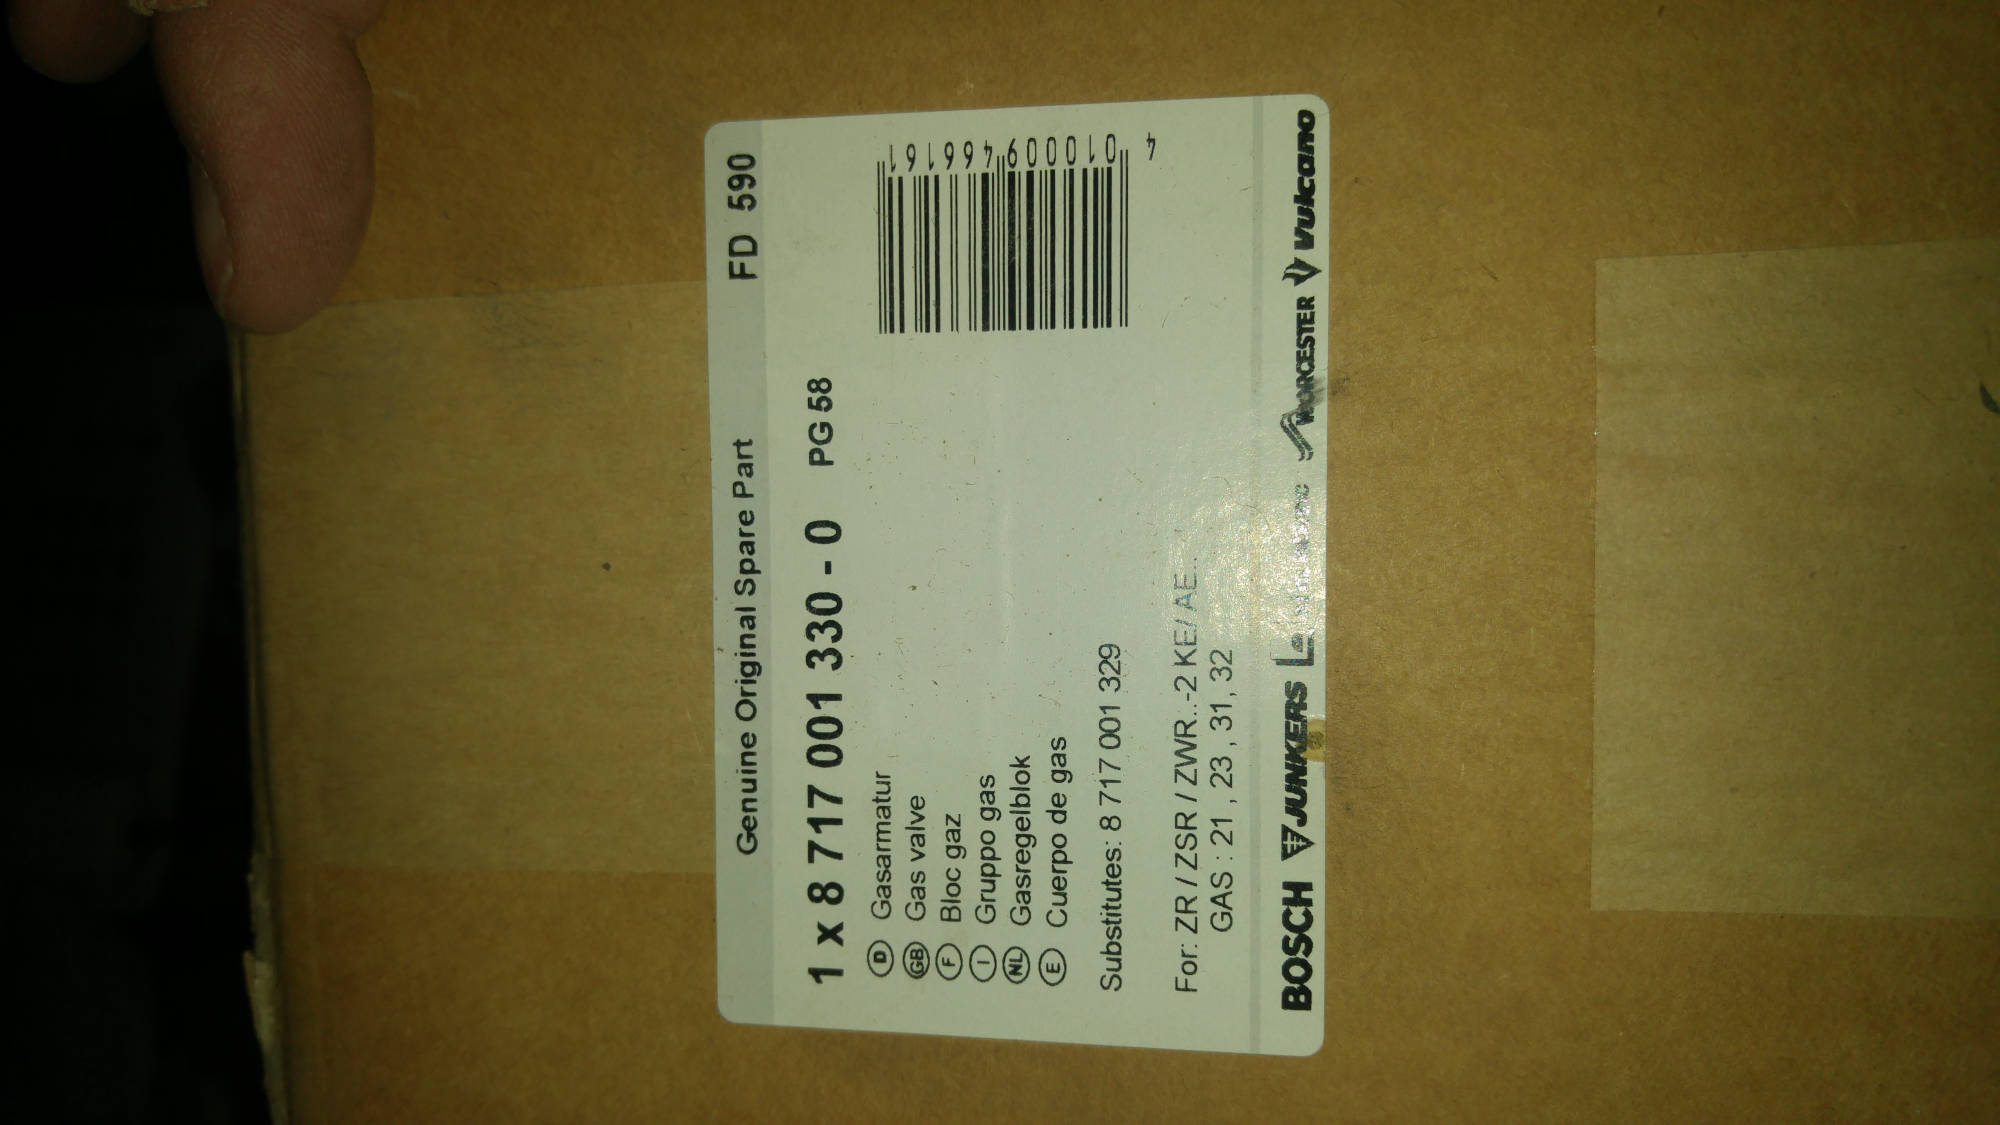 Genuine Original Spare Part FD 590
1 x 8 717 001 330 - 0 PG 58
D Gasarmatur
GB Gas valve
F Bloc gaz
I Gruppo gas
NL Gasregelblok
E Cuerpo de gas
4 010009 466161
Substitutes: 8 717 001 329
For: ZR / ZSR / ZWR..-2 KE/ AE..
GAS : 21 , 23 , 31, 32
BOSCH JUNKERS WORCESTER Vulcano